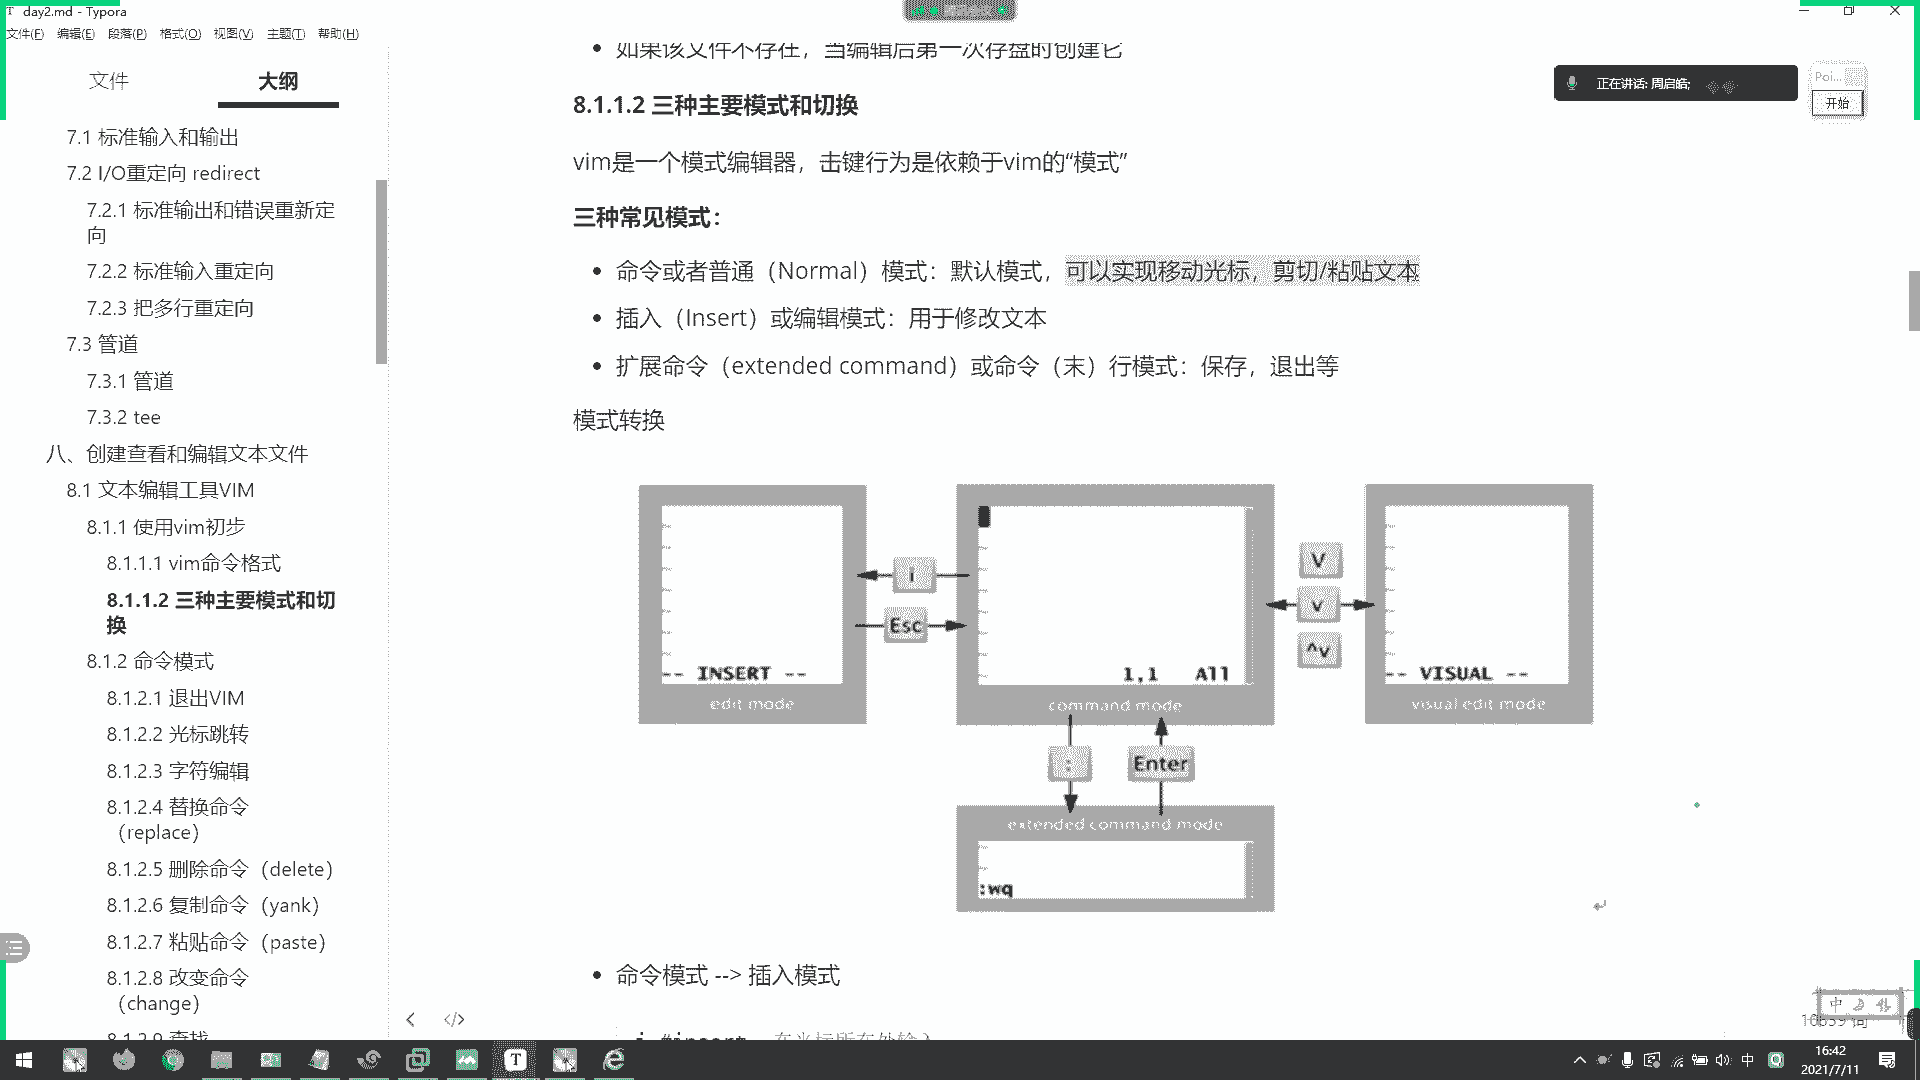 day2.md - Typora
文件(F) 编辑(E) 段落(P) 格式(O) 视图(V) 主题(T) 帮助(H)
文件 大纲
7.1 标准输入和输出
7.2 I/O重定向 redirect
7.2.1 标准输出和错误重新定
向
7.2.2 标准输入重定向
7.2.3 把多行重定向
7.3 管道
7.3.1 管道
7.3.2 tee
八、创建查看和编辑文本文件
8.1 文本编辑工具VIM
8.1.1 使用vim初步
8.1.1.1 vim命令格式
8.1.1.2 三种主要模式和切
换
8.1.2 命令模式
8.1.2.1 退出VIM
8.1.2.2 光标跳转
8.1.2.3 字符编辑
8.1.2.4 替换命令
（replace）
8.1.2.5 删除命令（delete）
8.1.2.6 复制命令（yank）
8.1.2.7 粘贴命令（paste）
8.1.2.8 改变命令
（change）
8.1.2.9 查找
如果该文件不存在，当编辑后第一次存盘时创建它
8.1.1.2 三种主要模式和切换
vim是一个模式编辑器，击键行为是依赖于vim的“模式”
三种常见模式：
命令或者普通（Normal）模式：默认模式，可以实现移动光标，剪切/粘贴文本
插入（Insert）或编辑模式：用于修改文本
扩展命令（extended command）或命令（末）行模式：保存，退出等
模式转换
i
Esc
-- INSERT --
edit mode
1,1 All
command mode
V
v
^v
-- VISUAL --
visual edit mode
:
Enter
extended command mode
:wq
命令模式 --> 插入模式
i #insert 在光标所在处输入
正在讲话: 周启皓;
Poi...
开始
中
中
16:42
2021/7/11